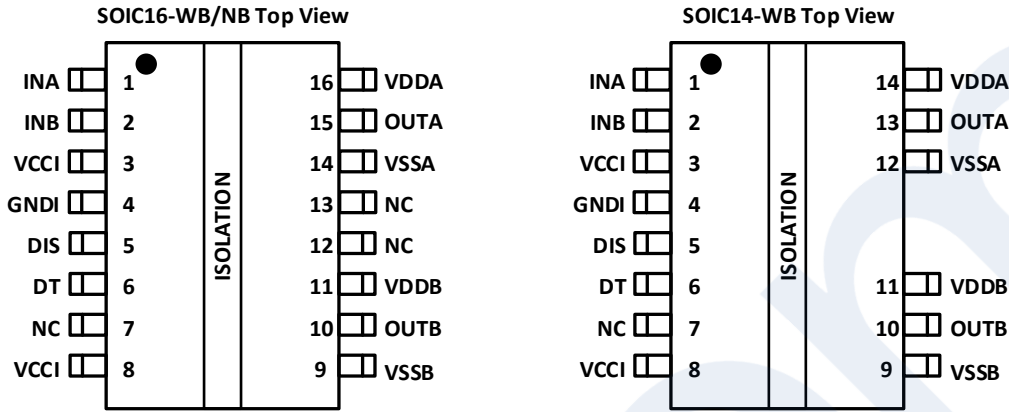 SOIC16-WB/NB Top View
INA 1 16 VDDA
INB 2 15 OUTA
VCCI 3 14 VSSA
GNDI 4 13 NC
DIS 5 12 NC
DT 6 11 VDDB
NC 7 10 OUTB
VCCI 8 9 VSSB
ISOLATION
SOIC14-WB Top View
INA 1 14 VDDA
INB 2 13 OUTA
VCCI 3 12 VSSA
GNDI 4
DIS 5
DT 6 11 VDDB
NC 7 10 OUTB
VCCI 8 9 VSSB
ISOLATION